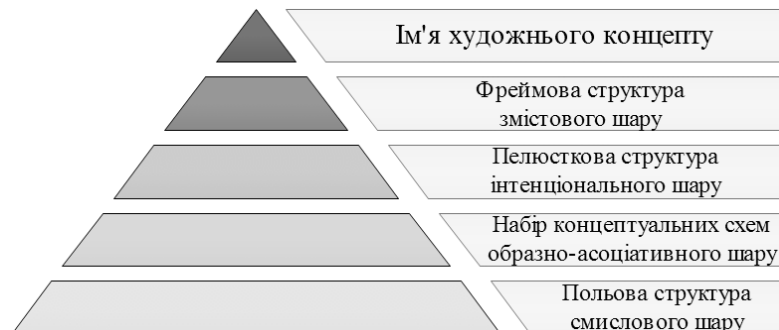 Ім'я художнього концепту
Фреймова структура
змістового шару
Пелюсткова структура
інтенціонального шару
Набір концептуальних схем
образно-асоціативного шару
Польова структура
смислового шару